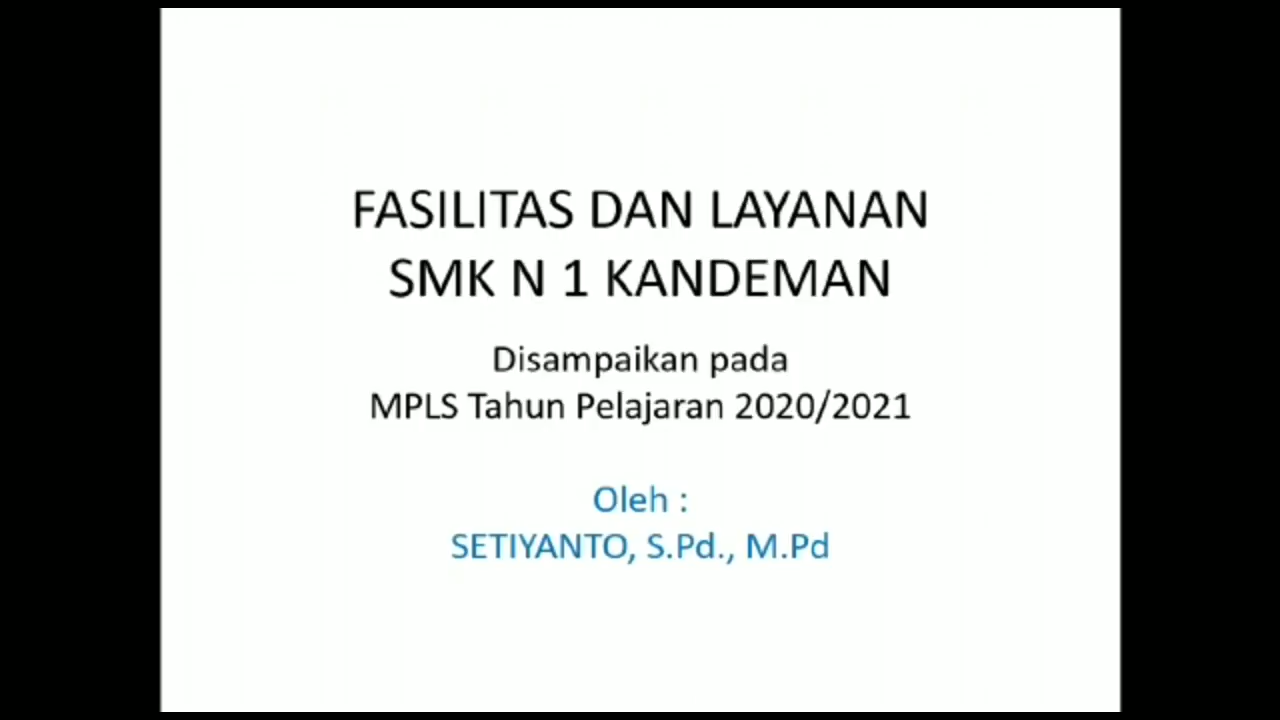 FASILITAS DAN LAYANAN
SMK N 1 KANDEMAN
Disampaikan pada
MPLS Tahun Pelajaran 2020/2021
Oleh :
SETIYANTO, S.Pd., M.Pd